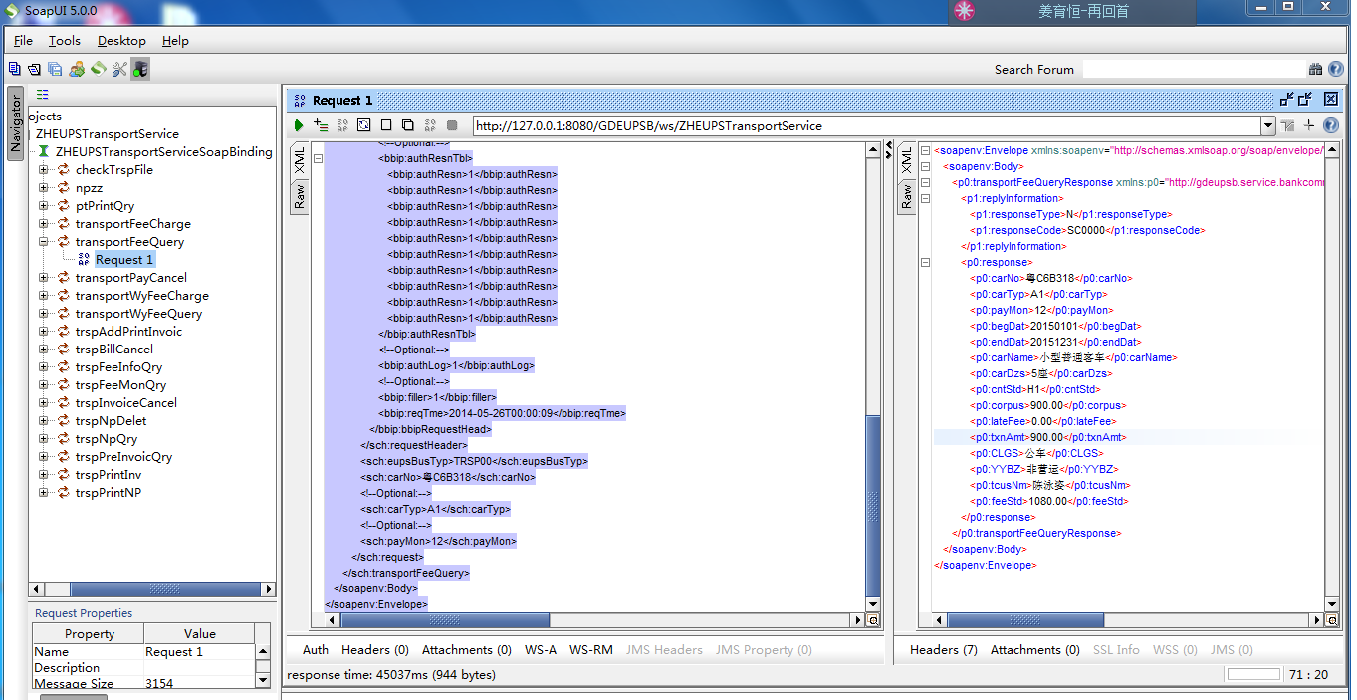 SoapUI 5.0.0
姜育恒-再回首
File Tools Desktop Help
Search Forum
Navigator
ojects
ZHEUPSTransportService
ZHEUPSTransportServiceSoapBinding
checkTrspFile
npzz
ptPrintQry
transportFeeCharge
transportFeeQuery
Request 1
transportPayCancel
transportWyFeeCharge
transportWyFeeQuery
trspAddPrintInvoic
trspBillCancel
trspFeeInfoQry
trspFeeMonQry
trspInvoiceCancel
trspNpDelet
trspNpQry
trspPreInvoicQry
trspPrintInv
trspPrintNP
Request Properties
Property Value
Name Request 1
Description
Message Size 3154
Request 1
http://127.0.0.1:8080/GDEUPSB/ws/ZHEUPSTransportService
XML
Raw
<!--Optional:-->
<bbip:authResnTbl>
<bbip:authResn>1</bbip:authResn>
<bbip:authResn>1</bbip:authResn>
<bbip:authResn>1</bbip:authResn>
<bbip:authResn>1</bbip:authResn>
<bbip:authResn>1</bbip:authResn>
<bbip:authResn>1</bbip:authResn>
<bbip:authResn>1</bbip:authResn>
<bbip:authResn>1</bbip:authResn>
<bbip:authResn>1</bbip:authResn>
<bbip:authResn>1</bbip:authResn>
</bbip:authResnTbl>
<!--Optional:-->
<bbip:authLog>1</bbip:authLog>
<!--Optional:-->
<bbip:filler>1</bbip:filler>
<bbip:reqTme>2014-05-26T00:00:09</bbip:reqTme>
</bbip:bbipRequestHead>
</sch:requestHeader>
<sch:eupsBusTyp>TRSP00</sch:eupsBusTyp>
<sch:carNo>粤C6B318</sch:carNo>
<!--Optional:-->
<sch:carTyp>A1</sch:carTyp>
<!--Optional:-->
<sch:payMon>12</sch:payMon>
</sch:request>
</sch:transportFeeQuery>
</soapenv:Body>
</soapenv:Envelope>
Auth Headers (0) Attachments (0) WS-A WS-RM JMS Headers JMS Property (0)
response time: 45037ms (944 bytes)
XML
Raw
<soapenv:Envelope xmlns:soapenv="http://schemas.xmlsoap.org/soap/envelope/
<soapenv:Body>
<p0:transportFeeQueryResponse xmlns:p0="http://gdeupsb.service.bankcomm
<p1:replyInformation>
<p1:responseType>N</p1:responseType>
<p1:responseCode>SC0000</p1:responseCode>
</p1:replyInformation>
<p0:response>
<p0:carNo>粤C6B318</p0:carNo>
<p0:carTyp>A1</p0:carTyp>
<p0:payMon>12</p0:payMon>
<p0:begDat>20150101</p0:begDat>
<p0:endDat>20151231</p0:endDat>
<p0:carName>小型普通客车</p0:carName>
<p0:carDzs>5座</p0:carDzs>
<p0:cntStd>H1</p0:cntStd>
<p0:corpus>900.00</p0:corpus>
<p0:lateFee>0.00</p0:lateFee>
<p0:txnAmt>900.00</p0:txnAmt>
<p0:CLGS>公车</p0:CLGS>
<p0:YYBZ>非营运</p0:YYBZ>
<p0:tcusNm>陈泳姿</p0:tcusNm>
<p0:feeStd>1080.00</p0:feeStd>
</p0:response>
</p0:transportFeeQueryResponse>
</soapenv:Body>
</soapenv:Enveope>
Headers (7) Attachments (0) SSL Info WSS (0) JMS (0)
71 : 20